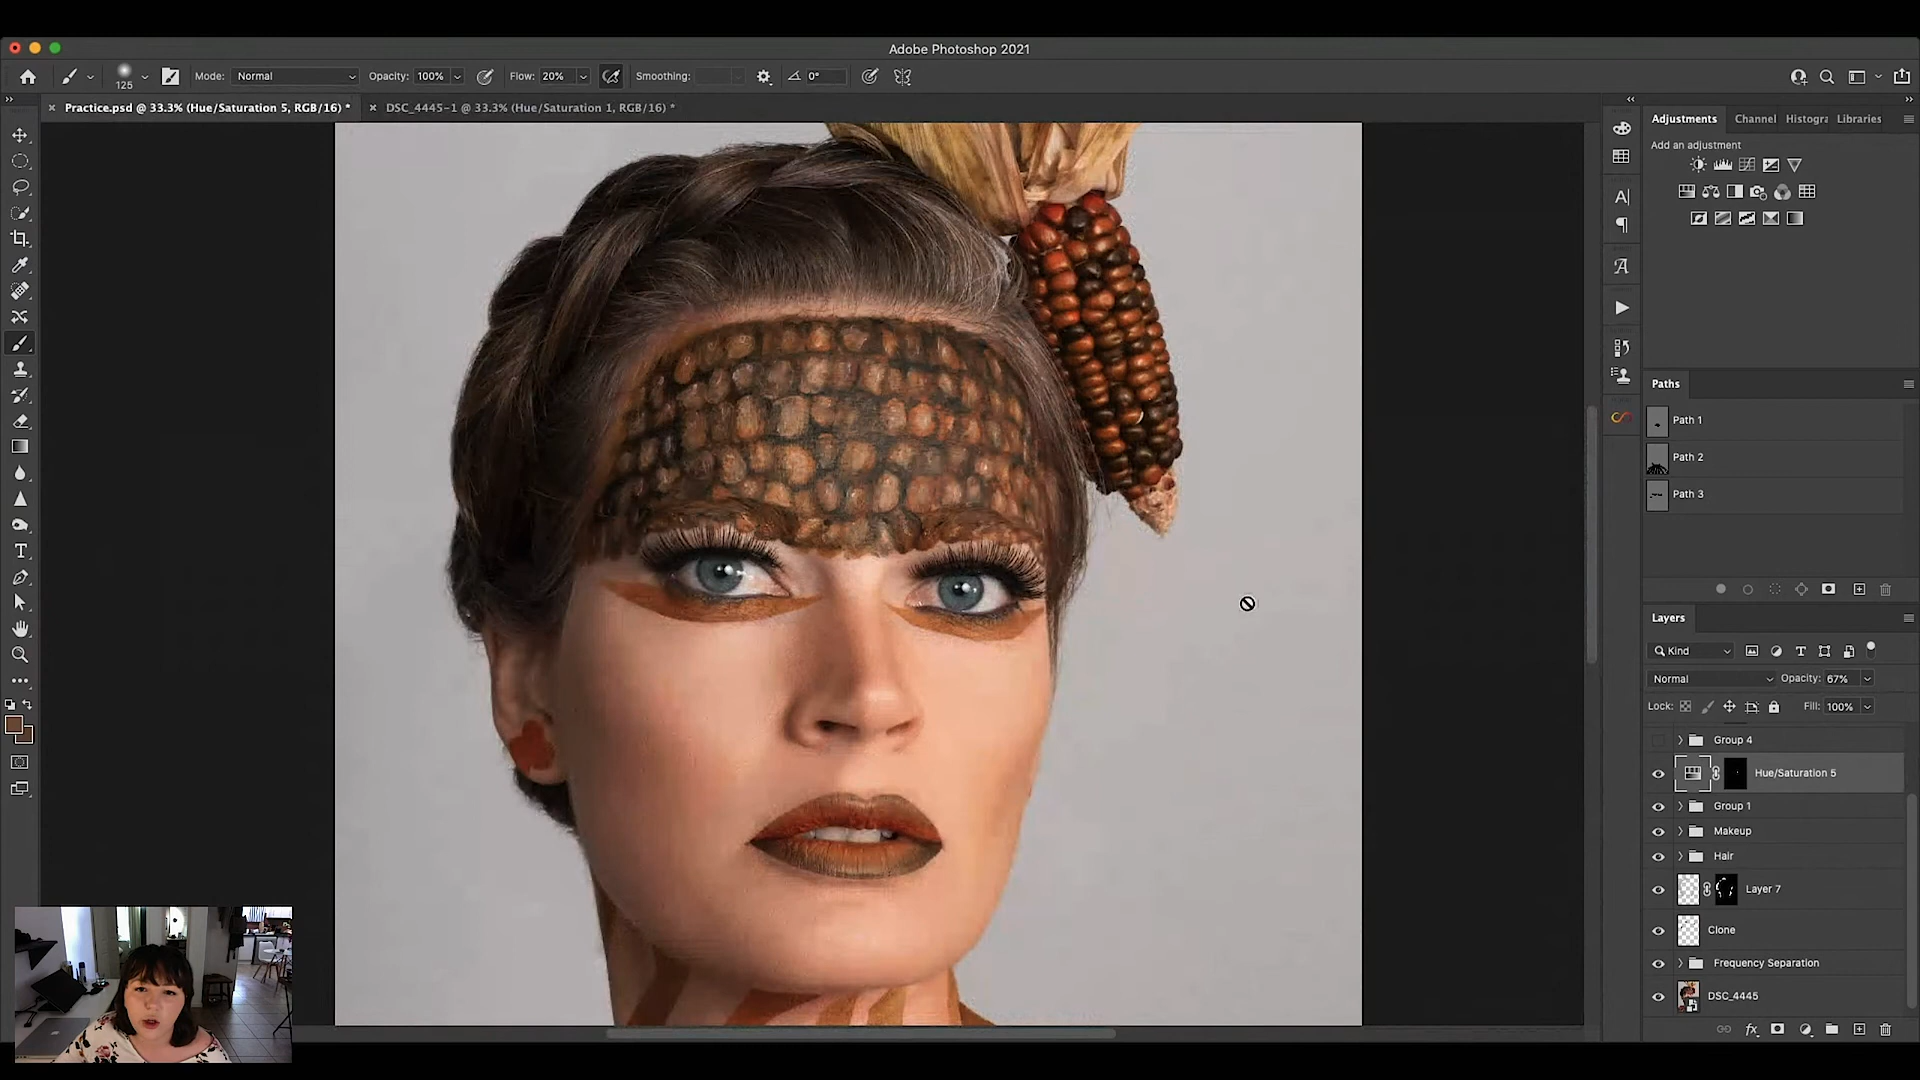 Adobe Photoshop 2021
125
Mode: Normal
Opacity: 100%
Flow: 20%
Smoothing:
0°
Practice.psd @ 33.3% (Hue/Saturation 5, RGB/16) *
DSC_4445-1 @ 33.3% (Hue/Saturation 1, RGB/16) *
Adjustments
Channel
Histogra
Libraries
Add an adjustment
Paths
Path 1
Path 2
Path 3
Layers
Kind
Normal
Opacity: 67%
Lock:
Fill: 100%
Group 4
Hue/Saturation 5
Group 1
Makeup
Hair
Layer 7
Clone
Frequency Separation
DSC_4445